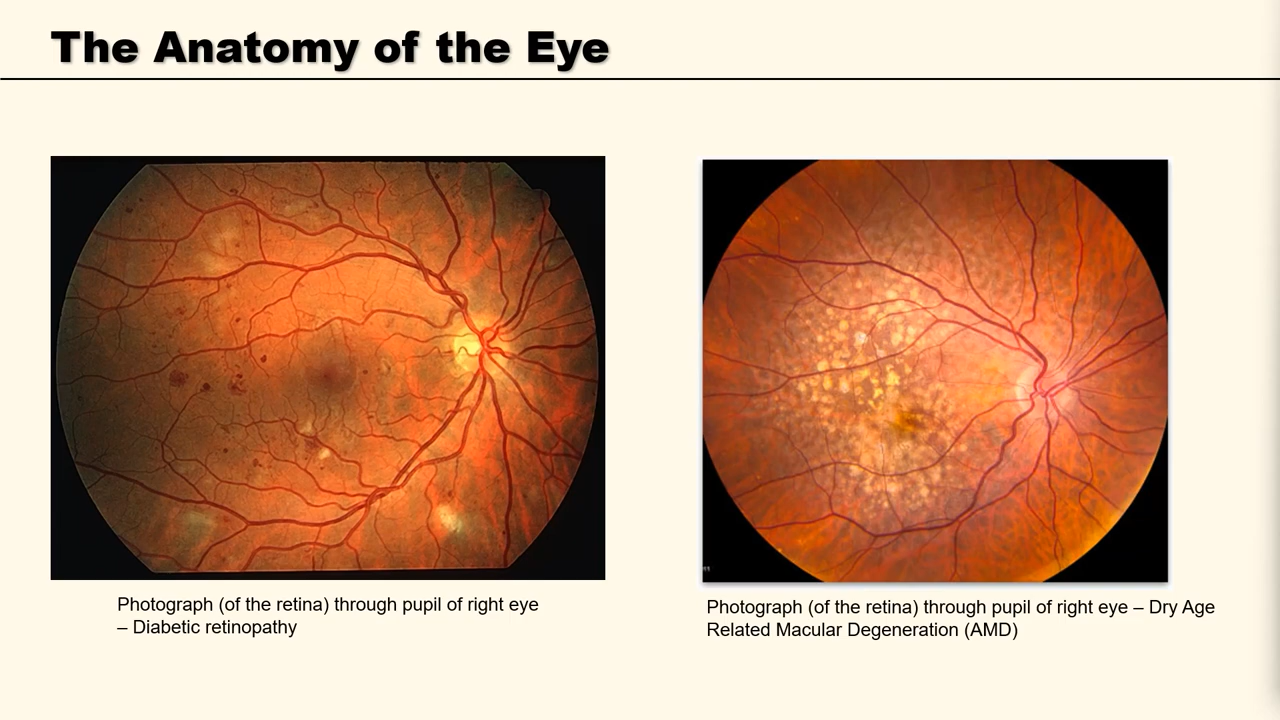 The Anatomy of the Eye
Photograph (of the retina) through pupil of right eye
– Diabetic retinopathy
Photograph (of the retina) through pupil of right eye – Dry Age
Related Macular Degeneration (AMD)